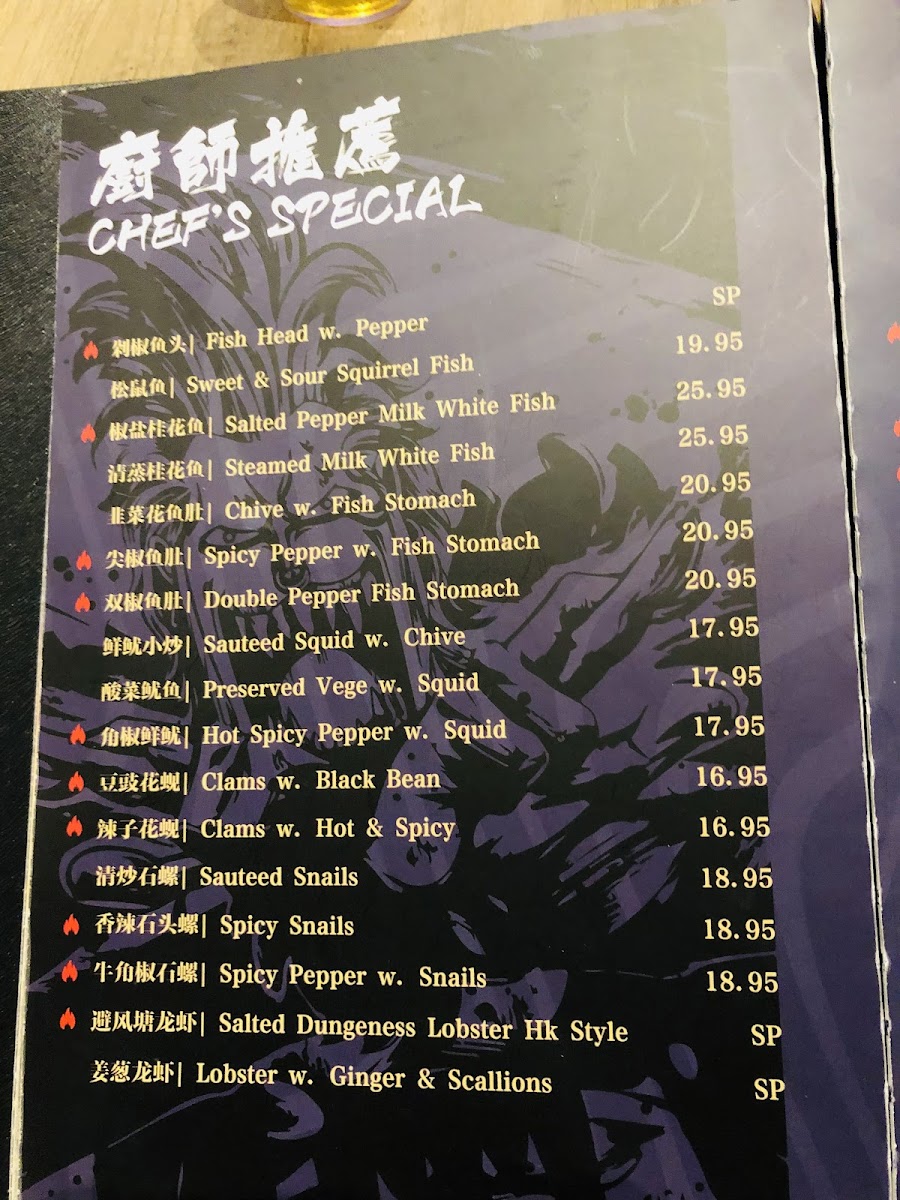 廚師推薦
CHEF'S SPECIAL
剁椒鱼头| Fish Head w. Pepper SP
松鼠鱼| Sweet & Sour Squirrel Fish 19.95
椒盐桂花鱼| Salted Pepper Milk White Fish 25.95
清蒸桂花鱼| Steamed Milk White Fish 25.95
韭菜花鱼肚| Chive w. Fish Stomach 20.95
尖椒鱼肚| Spicy Pepper w. Fish Stomach 20.95
双椒鱼肚| Double Pepper Fish Stomach 20.95
鲜鱿小炒| Sauteed Squid w. Chive 17.95
酸菜鱿鱼| Preserved Vege w. Squid 17.95
角椒鲜鱿| Hot Spicy Pepper w. Squid 17.95
豆豉花蚬| Clams w. Black Bean 16.95
辣子花蚬| Clams w. Hot & Spicy 16.95
清炒石螺| Sauteed Snails 18.95
香辣石头螺| Spicy Snails 18.95
牛角椒石螺| Spicy Pepper w. Snails 18.95
避风塘龙虾| Salted Dungeness Lobster Hk Style SP
姜葱龙虾| Lobster w. Ginger & Scallions SP